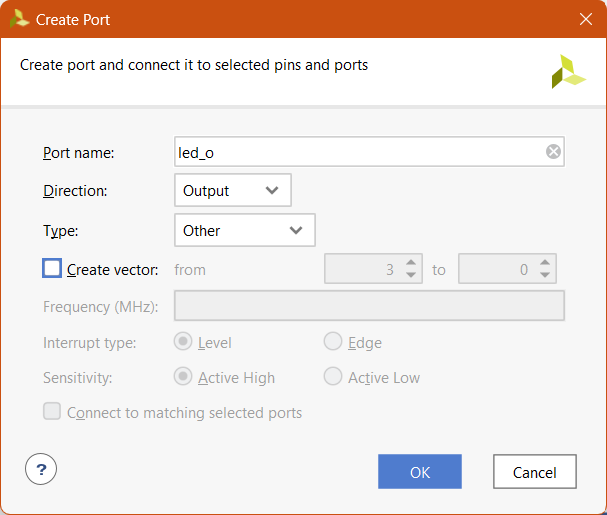 Create Port
Create port and connect it to selected pins and ports
Port name: led_o
Direction: Output
Type: Other
Create vector: from 3 to 0
Frequency (MHz):
Interrupt type: Level Edge
Sensitivity: Active High Active Low
Connect to matching selected ports
? OK Cancel